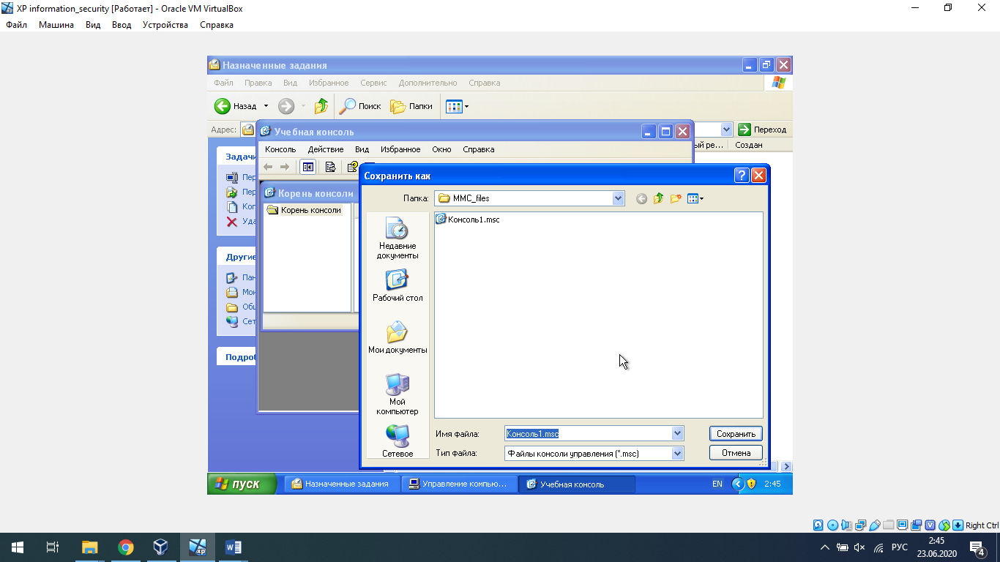 XP information_security [Работает] - Oracle VM VirtualBox
Файл Машина Вид Ввод Устройства Справка
Назначенные задания
Файл Правка Вид Избранное Сервис Дополнительно Справка
Назад Поиск Папки
Адрес: Переход
Учебная консоль
ый ре... Создан
Консоль Действие Вид Избранное Окно Справка
Задачи
Пер
Пер
Коп
Уда
Другие
Пан
Мои
Общ
Сет
Подроб
Корень консоли
Корень консоли
Сохранить как
Папка: MMC_files
Консоль1.msc
Недавние
документы
Рабочий стол
Мои документы
Мой
компьютер
Сетевое
Имя файла: Консоль1.msc Сохранить
Тип файла: Файлы консоли управления (*.msc) Отмена
пуск Назначенные задания Управление компью... Учебная консоль EN 2:45
Right Ctrl
XP W РУС 2:45
23.06.2020 4